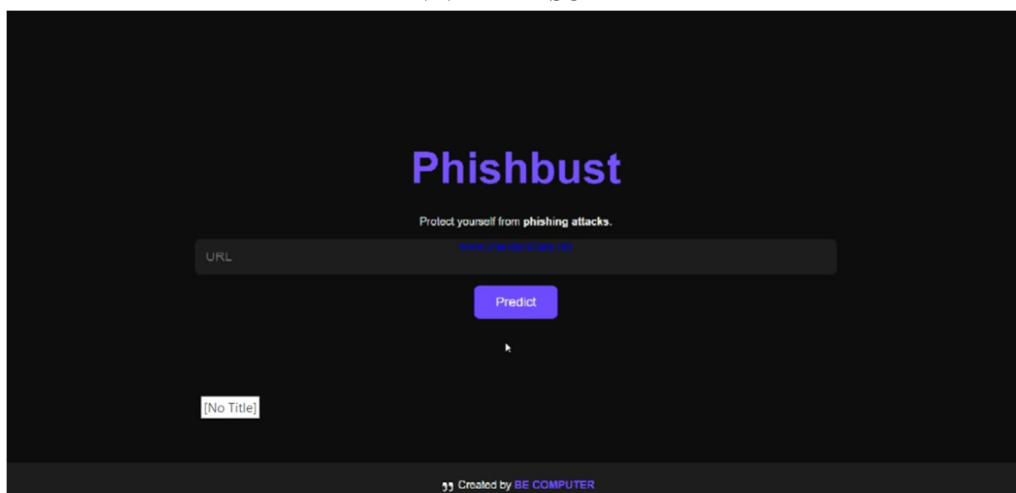 Phishbust
Protect yourself from phishing attacks.
URL
Predict
[No Title]
Created by BE COMPUTER